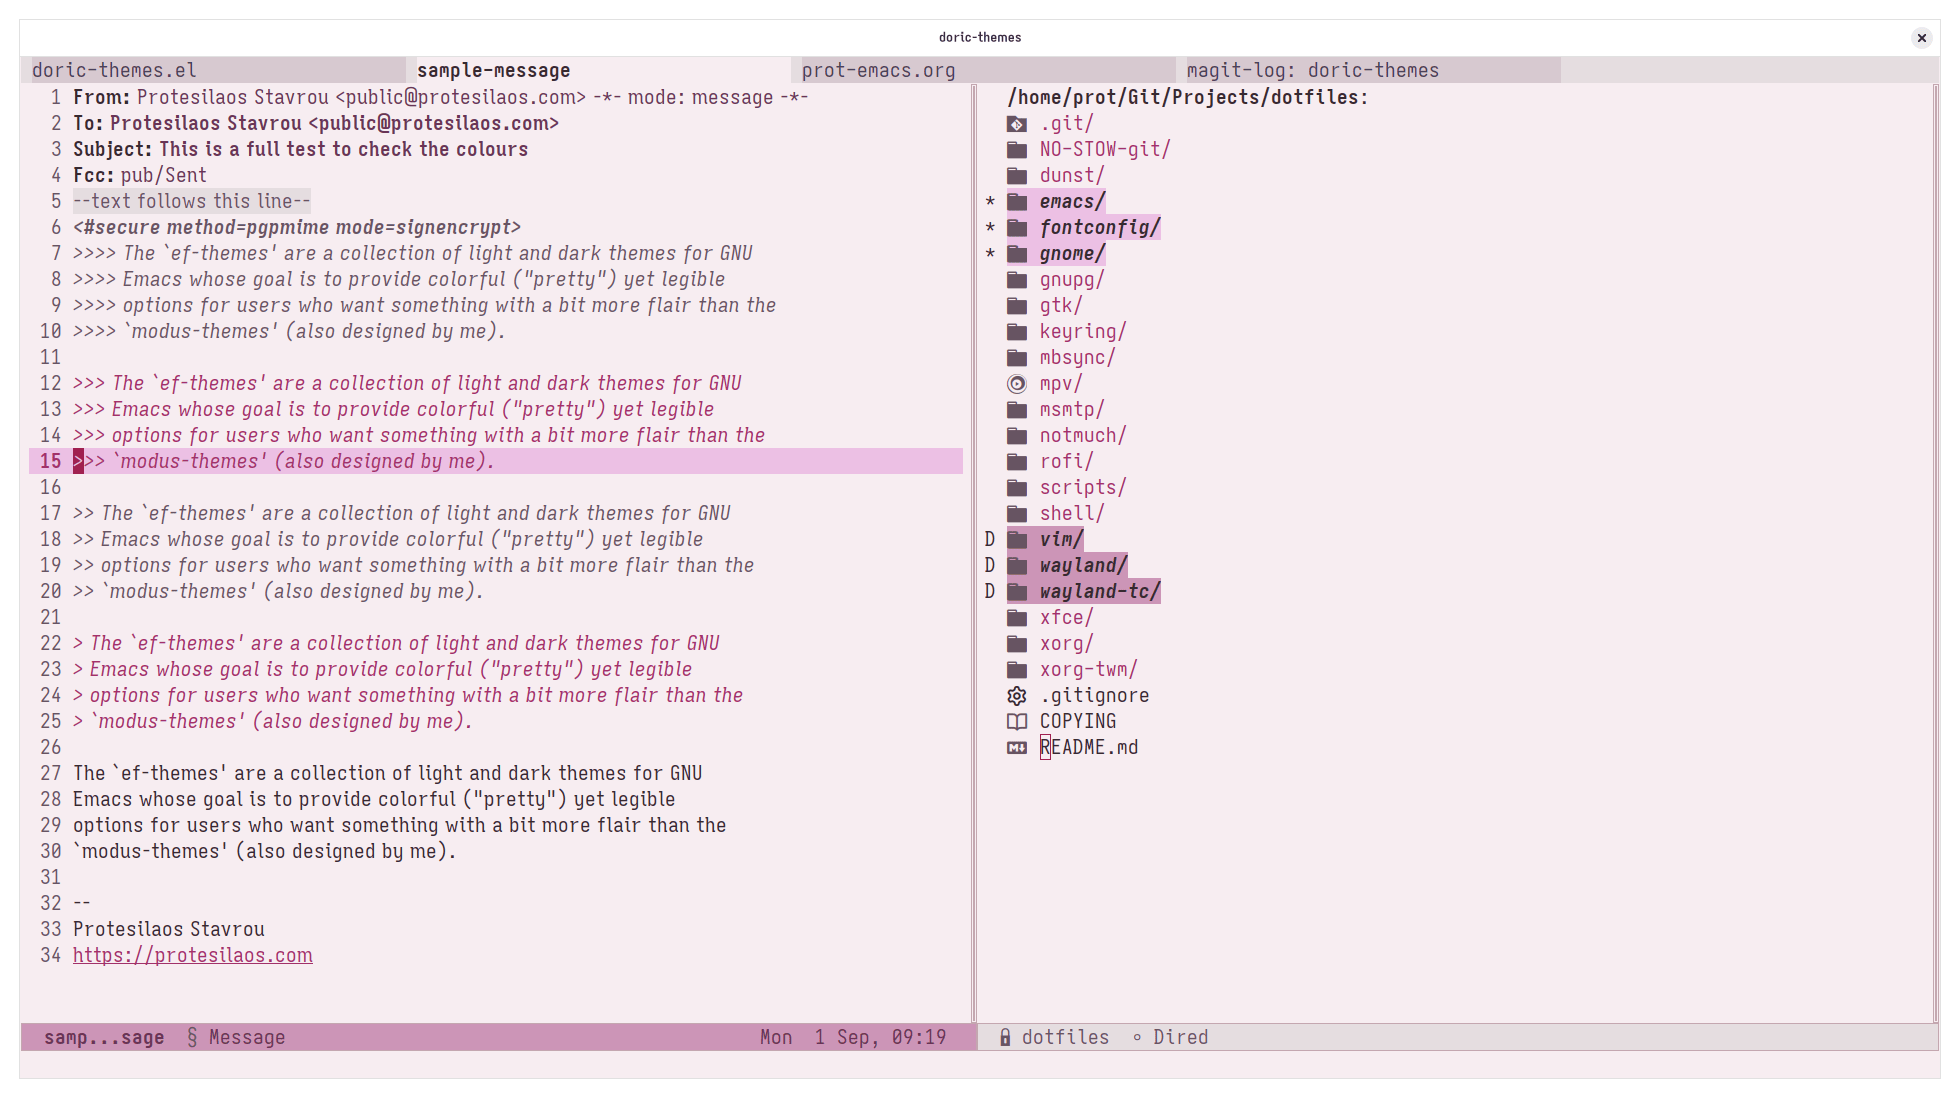 doric-themes
doric-themes.el sample-message prot-emacs.org magit-log: doric-themes
1 From: Protesilaos Stavrou <public@protesilaos.com> -*- mode: message -*-
2 To: Protesilaos Stavrou <public@protesilaos.com>
3 Subject: This is a full test to check the colours
4 Fcc: pub/Sent
5 --text follows this line--
6 <#secure method=pgpmime mode=signencrypt>
7 >>>> The `ef-themes' are a collection of light and dark themes for GNU
8 >>>> Emacs whose goal is to provide colorful ("pretty") yet legible
9 >>>> options for users who want something with a bit more flair than the
10 >>>> `modus-themes' (also designed by me).
11
12 >>> The `ef-themes' are a collection of light and dark themes for GNU
13 >>> Emacs whose goal is to provide colorful ("pretty") yet legible
14 >>> options for users who want something with a bit more flair than the
15 >>> `modus-themes' (also designed by me).
16
17 >> The `ef-themes' are a collection of light and dark themes for GNU
18 >> Emacs whose goal is to provide colorful ("pretty") yet legible
19 >> options for users who want something with a bit more flair than the
20 >> `modus-themes' (also designed by me).
21
22 > The `ef-themes' are a collection of light and dark themes for GNU
23 > Emacs whose goal is to provide colorful ("pretty") yet legible
24 > options for users who want something with a bit more flair than the
25 > `modus-themes' (also designed by me).
26
27 The `ef-themes' are a collection of light and dark themes for GNU
28 Emacs whose goal is to provide colorful ("pretty") yet legible
29 options for users who want something with a bit more flair than the
30 `modus-themes' (also designed by me).
31
32 --
33 Protesilaos Stavrou
34 https://protesilaos.com
samp...sage § Message Mon 1 Sep, 09:19
/home/prot/Git/Projects/dotfiles:
.git/
NO-STOW-git/
dunst/
* emacs/
* fontconfig/
* gnome/
gnupg/
gtk/
keyring/
mbsync/
mpv/
msmtp/
notmuch/
rofi/
scripts/
shell/
D vim/
D wayland/
D wayland-tc/
xfce/
xorg/
xorg-twm/
.gitignore
COPYING
README.md
dotfiles ∘ Dired